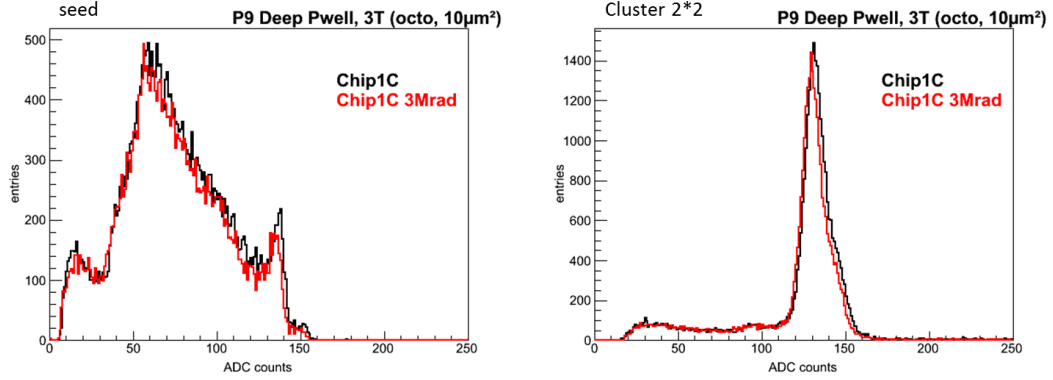 seed
P9 Deep Pwell, 3T (octo, 10µm²)
Chip1C
Chip1C 3Mrad
entries
500
400
300
200
100
0
0 50 100 150 200 250
ADC counts
Cluster 2*2
P9 Deep Pwell, 3T (octo, 10µm²)
Chip1C
Chip1C 3Mrad
entries
1400
1200
1000
800
600
400
200
0
0 50 100 150 200 250
ADC counts